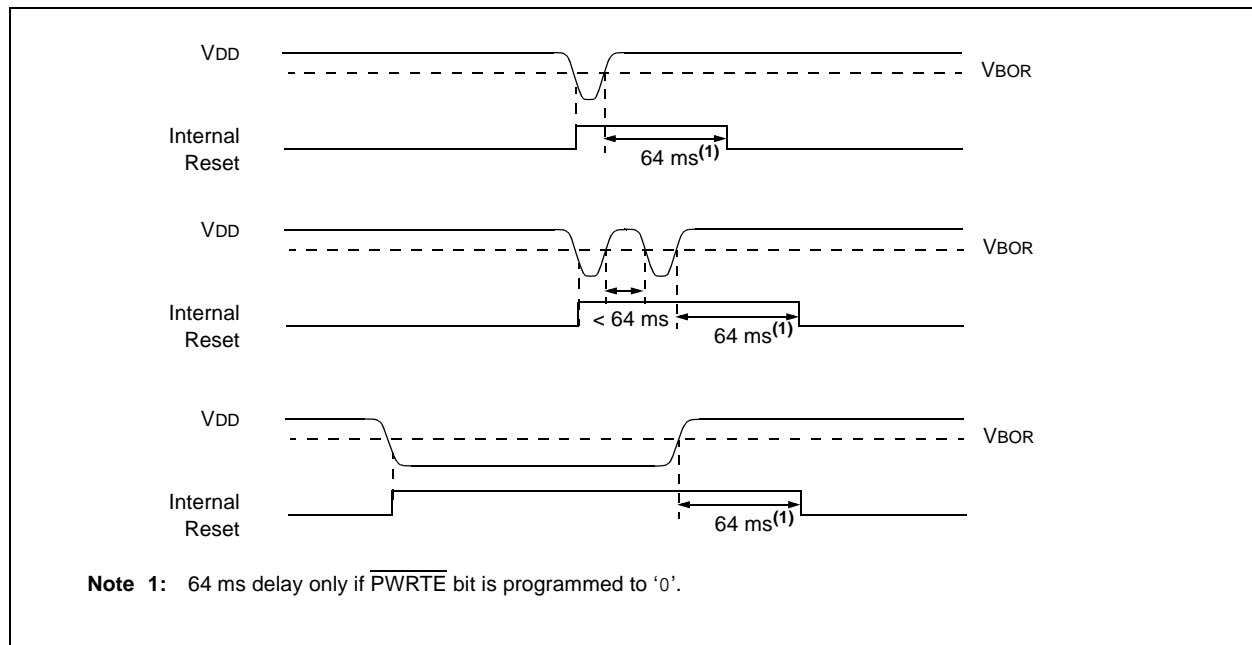 VDD
VBOR
Internal
Reset
64 ms(1)
VDD
VBOR
Internal
Reset
< 64 ms
64 ms(1)
VDD
VBOR
Internal
Reset
64 ms(1)
Note 1: 64 ms delay only if PWRTE bit is programmed to ‘0’.